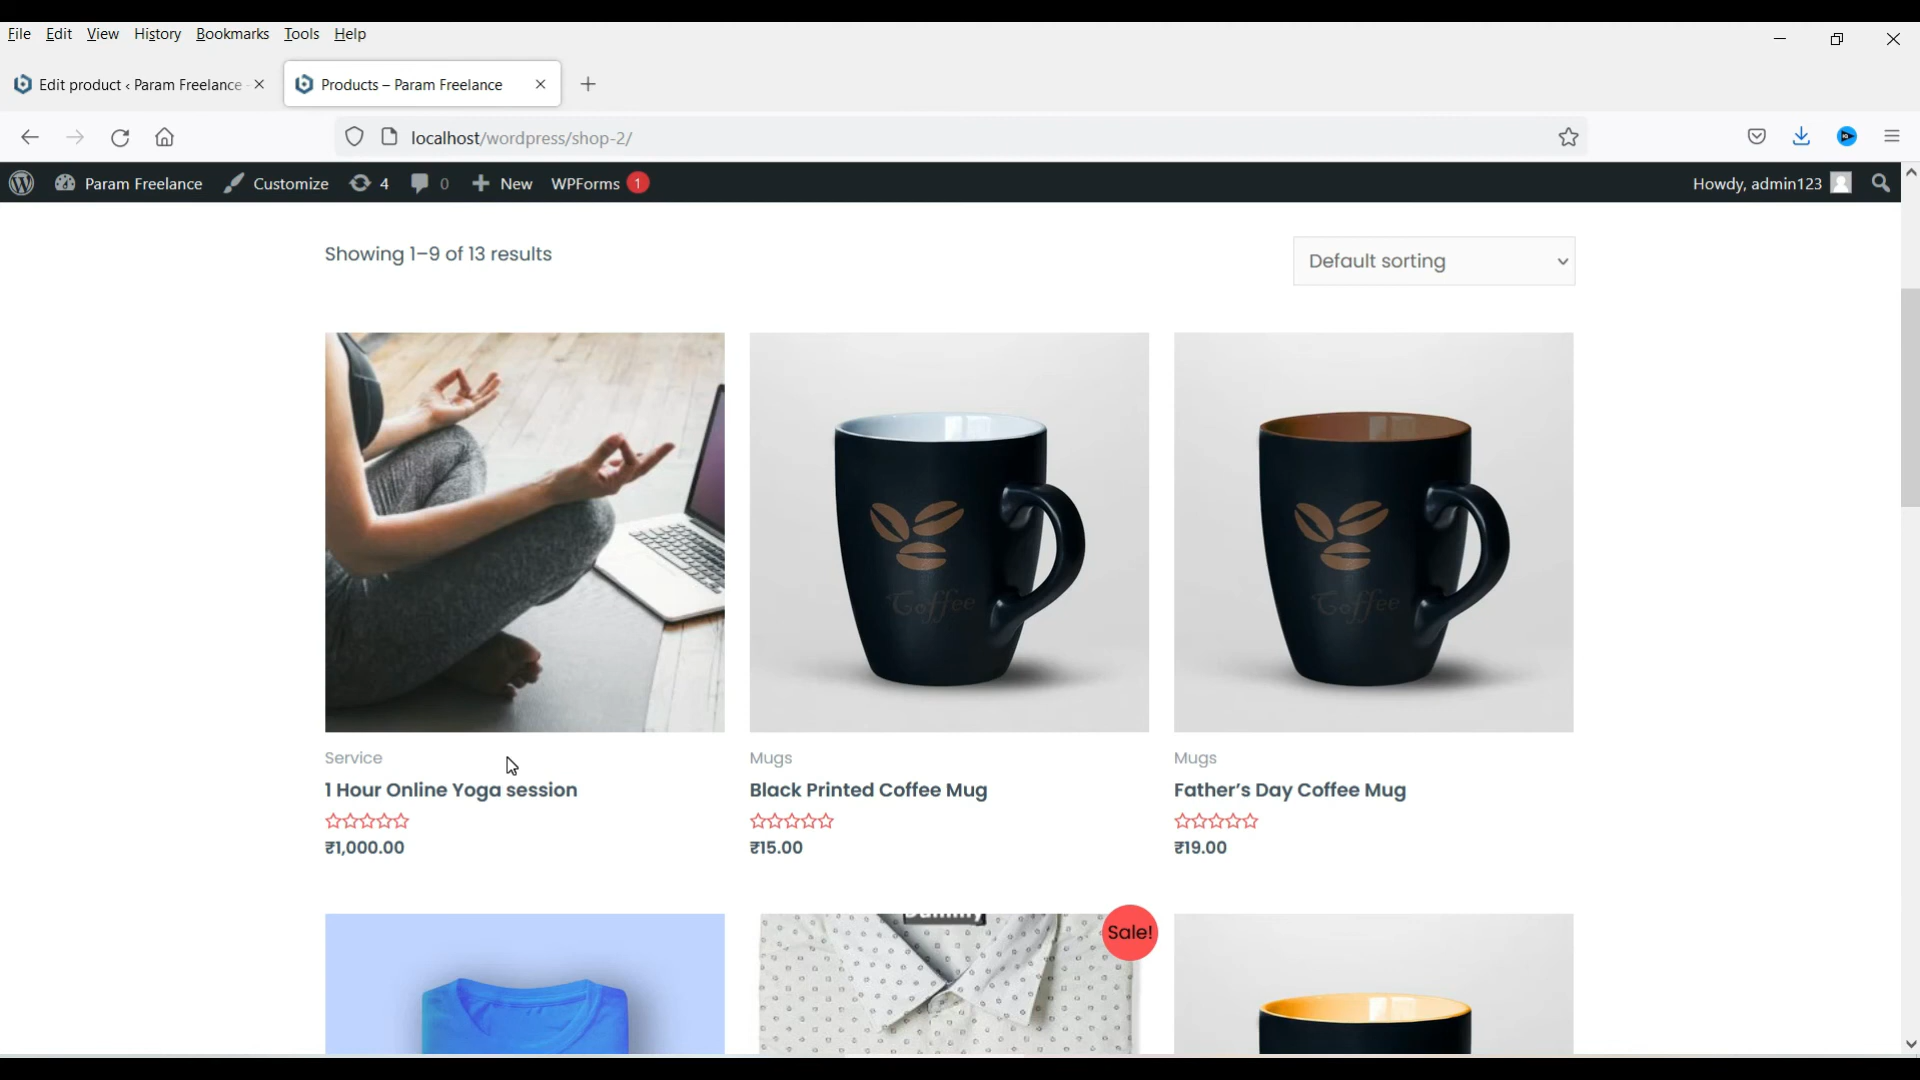 File Edit View History Bookmarks Tools Help
Edit product ‹ Param Freelance
Products – Param Freelance
localhost/wordpress/shop-2/
Param Freelance Customize 4 0 New WPForms 1 Howdy, admin123
Showing 1–9 of 13 results
Default sorting
Coffee
Coffee
Service
1 Hour Online Yoga session
₹1,000.00
Mugs
Black Printed Coffee Mug
₹15.00
Mugs
Father's Day Coffee Mug
₹19.00
Sale!